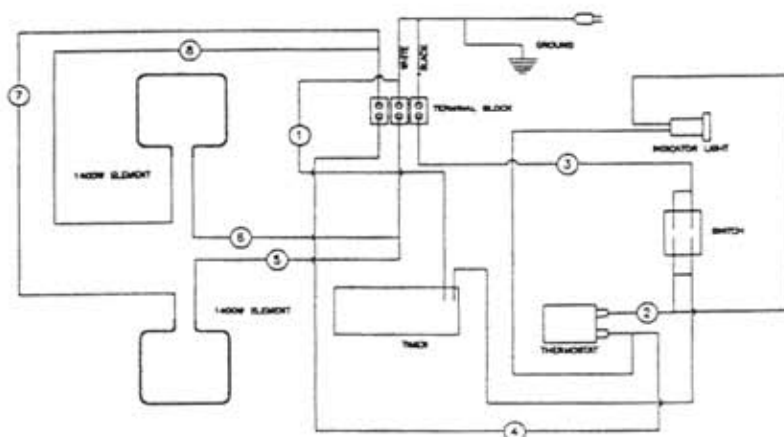 8
7
WHITE
BLACK
GROUND
TERMINAL BLOCK
1
3
INDICATOR LIGHT
1400W ELEMENT
SWITCH
6
5
1400W ELEMENT
2
TIMER
THERMOSTAT
4